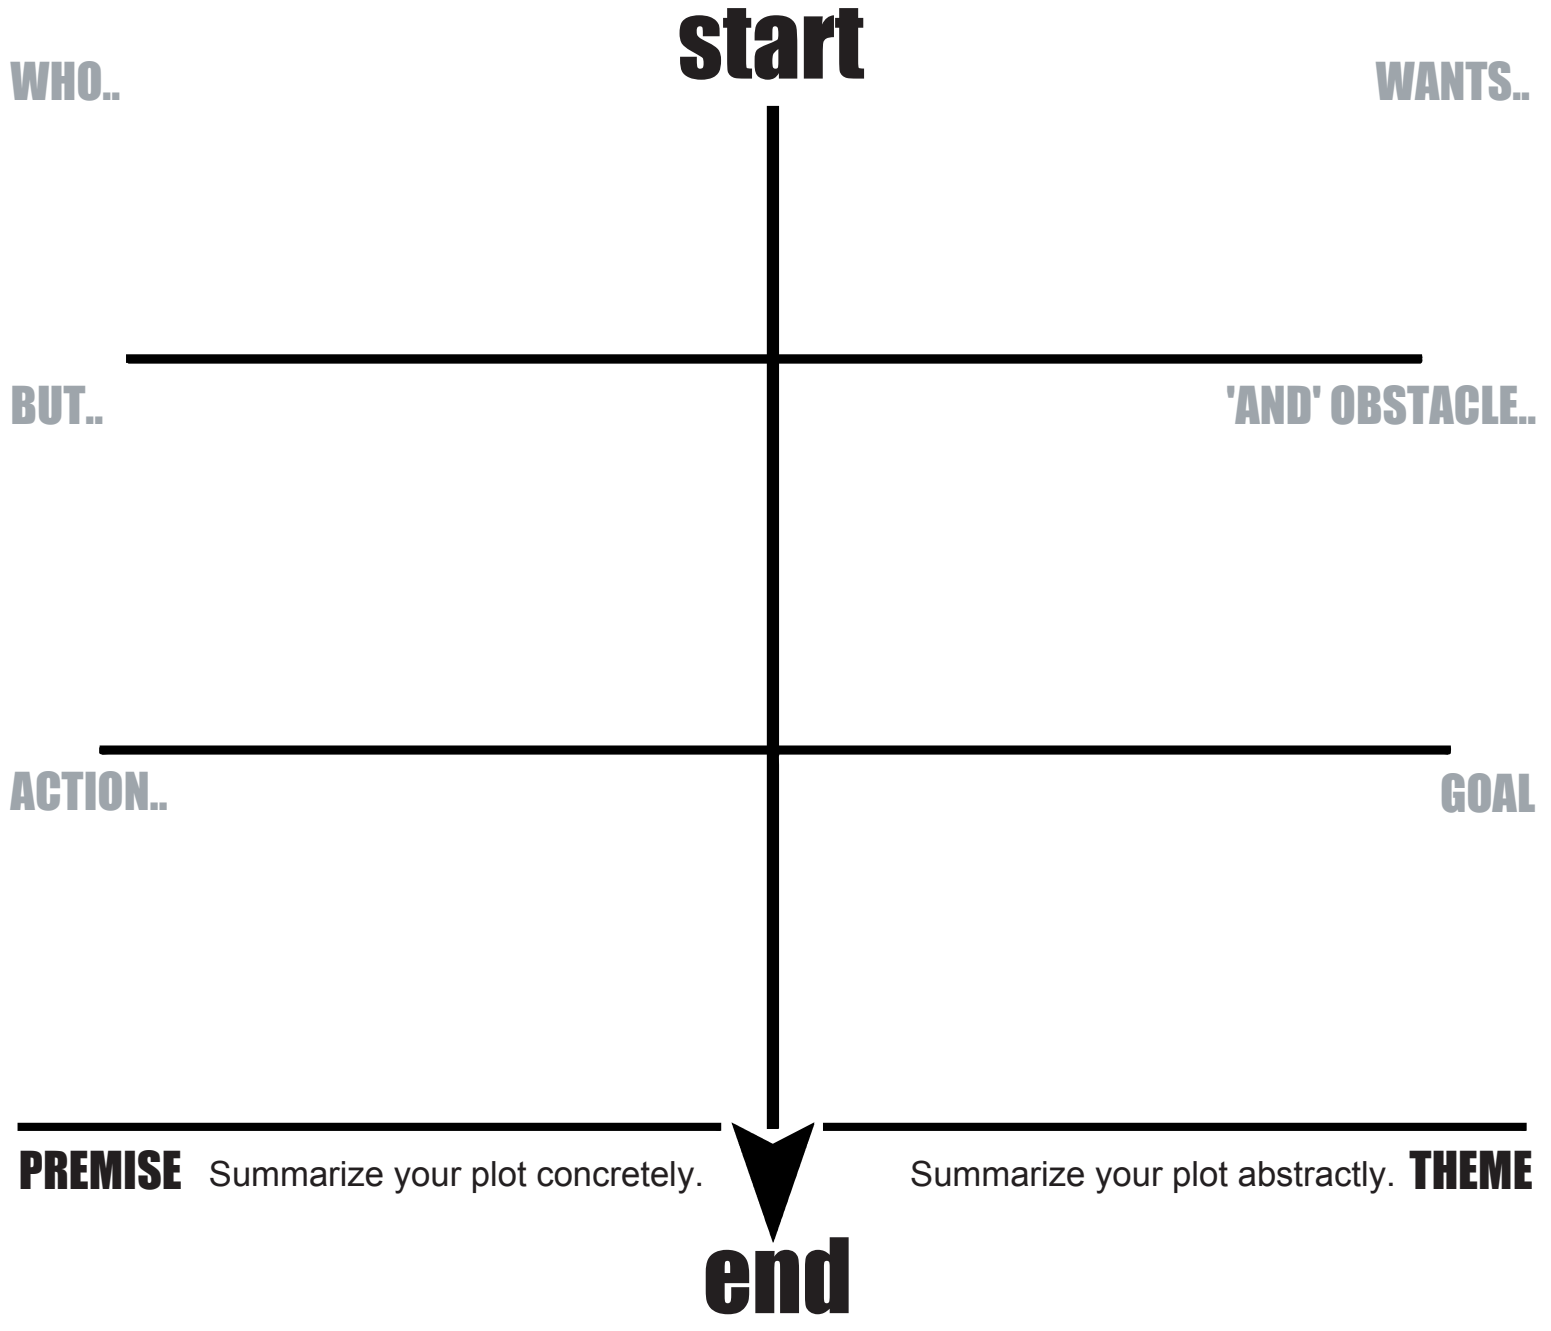 start
WHO..
WANTS..
BUT..
'AND' OBSTACLE..
ACTION..
GOAL
PREMISE Summarize your plot concretely.
Summarize your plot abstractly. THEME
end